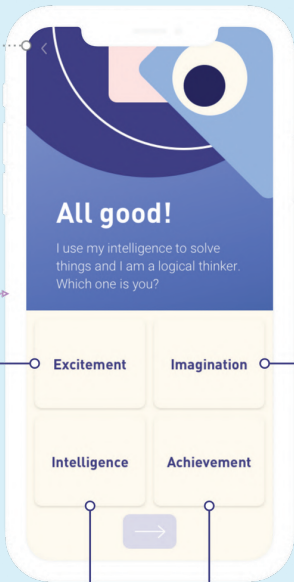 All good!
I use my intelligence to solve
things and I am a logical thinker.
Which one is you?
Excitement
Imagination
Intelligence
Achievement